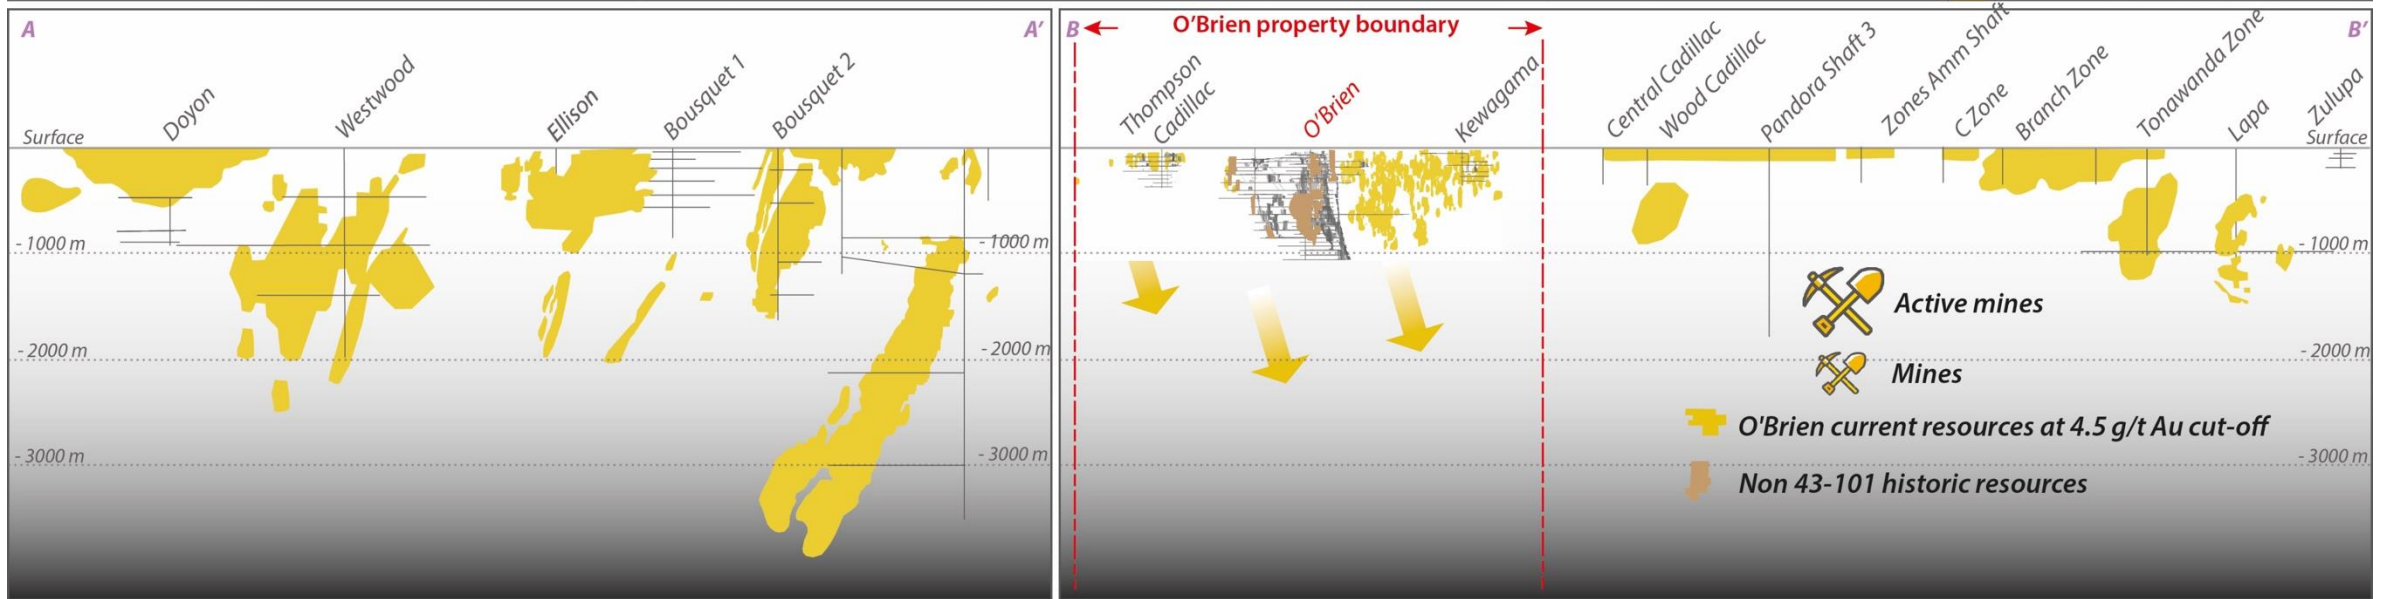 A
A′
Doyon
Westwood
Ellison
Bousquet 1
Bousquet 2
Surface
- 1000 m
- 1000 m
- 2000 m
- 2000 m
- 3000 m
- 3000 m
B
O’Brien property boundary
B′
Thompson
Cadillac
O’Brien
Kewagama
Central Cadillac
Wood Cadillac
Pandora Shaft 3
Zones Amm Shaft
C Zone
Branch Zone
Tonawanda Zone
Lapa
Zulupa
Surface
- 1000 m
Active mines
- 2000 m
Mines
O'Brien current resources at 4.5 g/t Au cut-off
- 3000 m
Non 43-101 historic resources